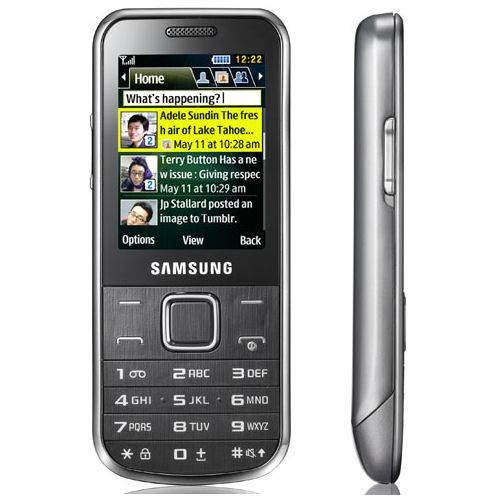 12:22
Home
What's happening?
Adele Sundin The fres
h air of Lake Tahoe...
May 11 at 10:28 am
2
Terry Button Has a ne
w issue : Giving respec
May 11 at 10:29 am
2
Jp Stallard posted an
image to Tumblr.
Options View Back
SAMSUNG
1 2 ABC 3 DEF
4 GHI 5 JKL 6 MNO
7 PQRS 8 TUV 9 WXYZ
* 0 + #